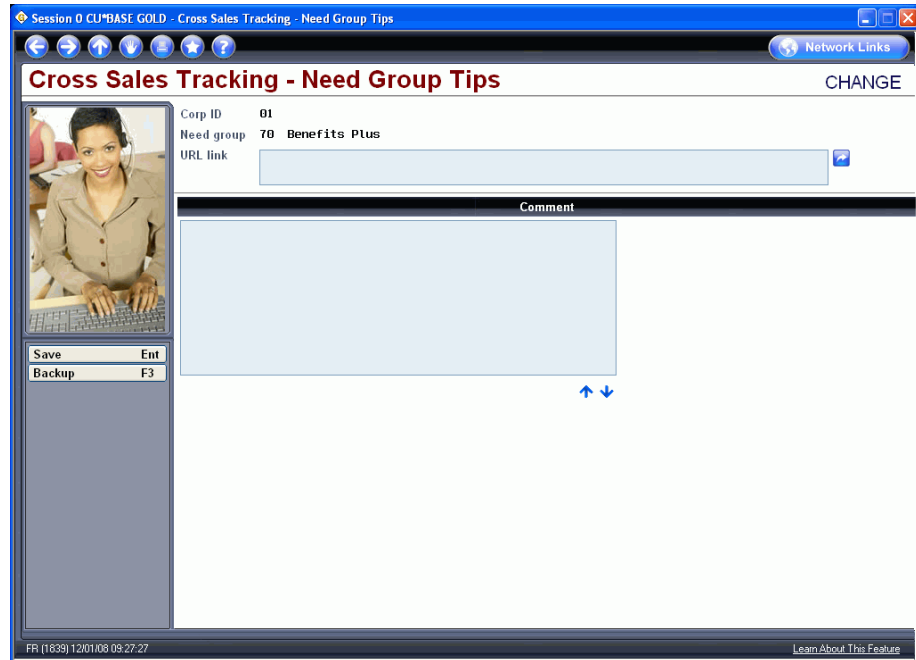 Session 0 CU*BASE GOLD - Cross Sales Tracking - Need Group Tips
Network Links
Cross Sales Tracking - Need Group Tips
CHANGE
Corp ID 01
Need group 70 Benefits Plus
URL link
Comment
Save Ent
Backup F3
FR (1839) 12/01/08 09:27:27
Learn About This Feature